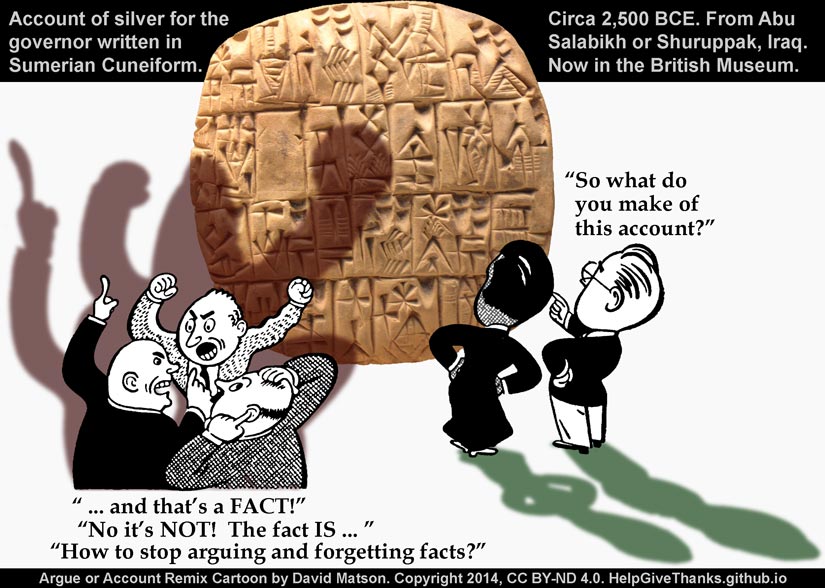 Account of silver for the
governor written in
Sumerian Cuneiform.
Circa 2,500 BCE. From Abu
Salabikh or Shuruppak, Iraq.
Now in the British Museum.
“So what do
you make of
this account?”
“ ... and that’s a FACT!”
“No it’s NOT!  The fact IS ... ”
“How to stop arguing and forgetting facts?”
Argue or Account Remix Cartoon by David Matson. Copyright 2014, CC BY-ND 4.0. HelpGiveThanks.github.io